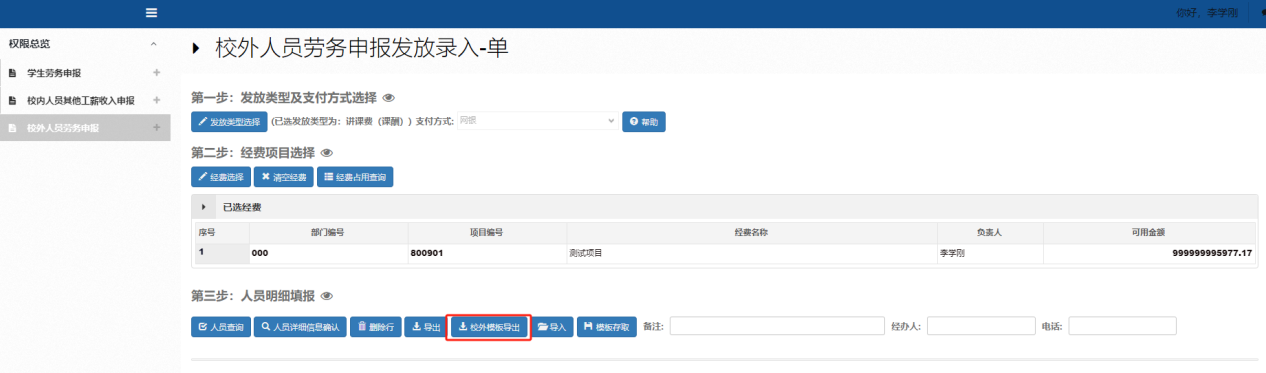 你好，李学刚
权限总览
学生劳务申报
校内人员其他工薪收入申报
校外人员劳务申报
校外人员劳务申报发放录入-单
第一步：发放类型及支付方式选择
发放类型选择 (已选发放类型为：讲课费（课酬）) 支付方式: 网银 帮助
第二步：经费项目选择
经费选择 清空经费 经费占用查询
已选经费
序号 部门编号 项目编号 经费名称 负责人 可用金额
1 000 800901 测试项目 李学刚 999999995977.17
第三步：人员明细填报
人员查询 人员详细信息确认 删除行 导出 校外模板导出 导入 模板存取 备注: 经办人: 电话: